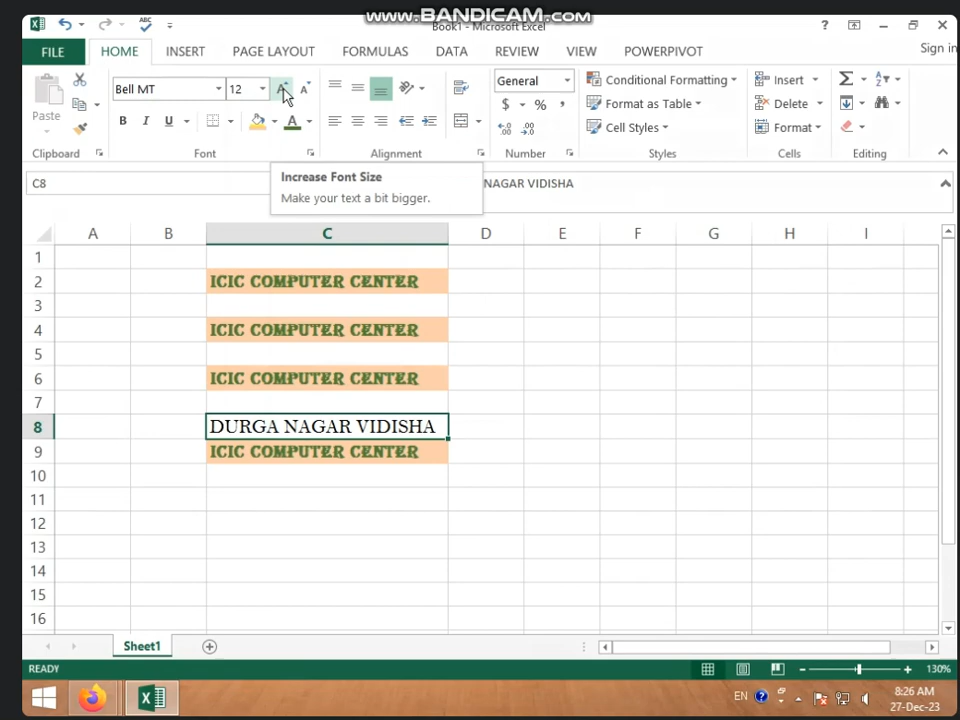 www.BANDICAM.com
Book1 - Microsoft Excel
ABC
?
Sign in
FILE HOME INSERT PAGE LAYOUT FORMULAS DATA REVIEW VIEW POWERPIVOT
Paste
Bell MT 12
B I U
General
$ % ,
Conditional Formatting
Format as Table
Cell Styles
Insert
Delete
Format
Clipboard Font Alignment Number Styles Cells Editing
C8
NAGAR VIDISHA
Increase Font Size
Make your text a bit bigger.
A B C D E F G H I
1
2 ICIC COMPUTER CENTER
3
4 ICIC COMPUTER CENTER
5
6 ICIC COMPUTER CENTER
7
8 DURGA NAGAR VIDISHA
9 ICIC COMPUTER CENTER
10
11
12
13
14
15
16
Sheet1
READY
130%
EN
8:26 AM
27-Dec-23